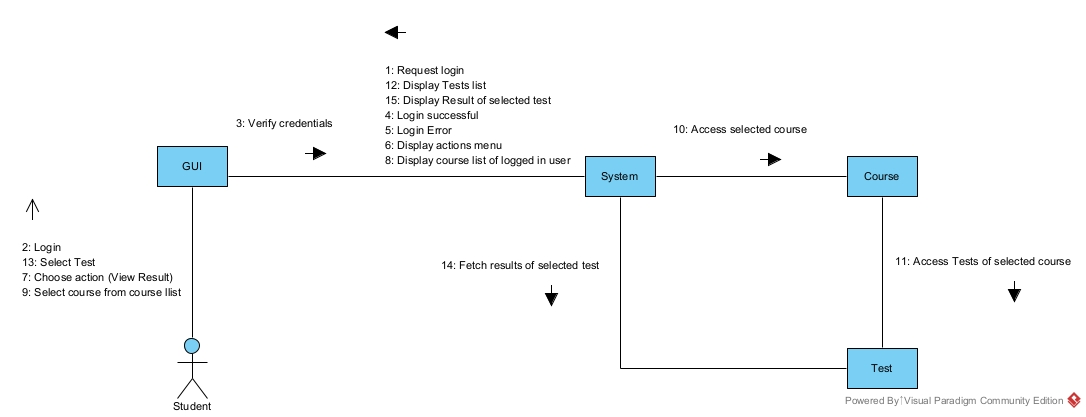 1: Request login
12: Display Tests list
15: Display Result of selected test
4: Login successful
5: Login Error
6: Display actions menu
8: Display course list of logged in user
3: Verify credentials
10: Access selected course
GUI
System
Course
2: Login
13: Select Test
7: Choose action (View Result)
9: Select course from course llist
14: Fetch results of selected test
11: Access Tests of selected course
Test
Student
Powered By Visual Paradigm Community Edition